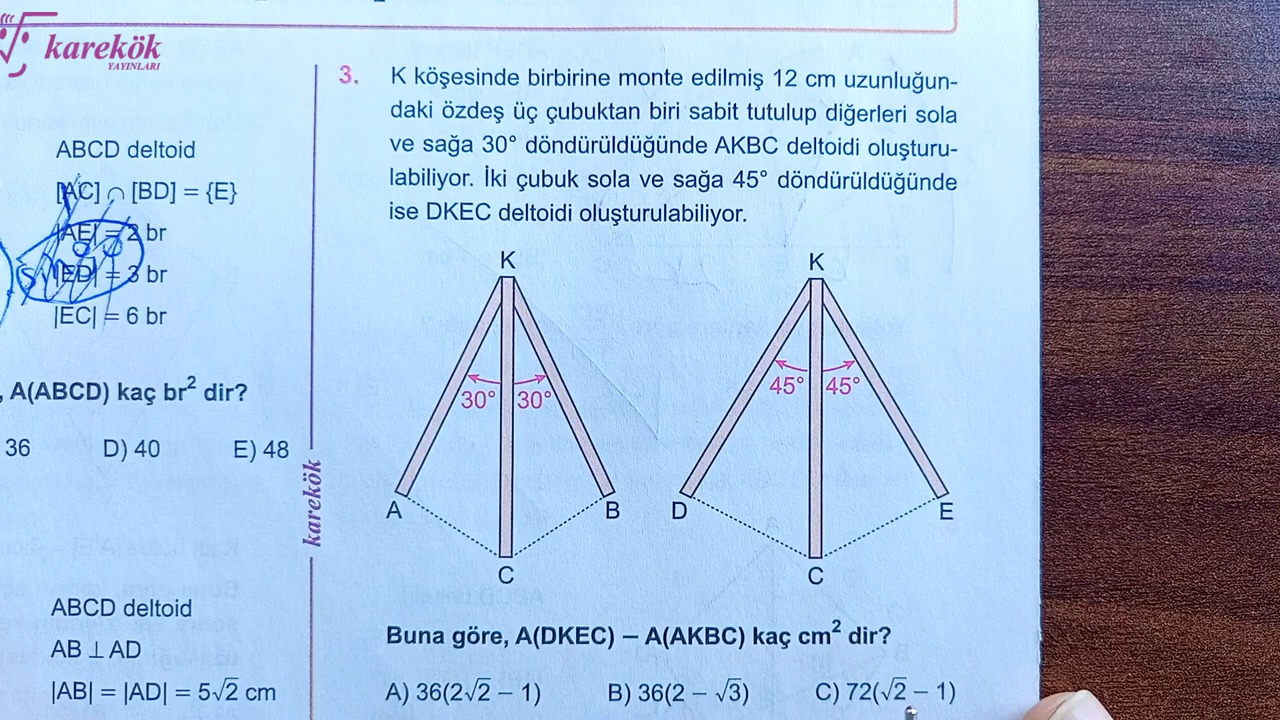 karekök
YAYINLARI
ABCD deltoid
[AC] ∩ [BD] = {E}
|AE| = 2 br
|ED| = 3 br
|EC| = 6 br
, A(ABCD) kaç br² dir?
36 D) 40 E) 48
karekök
ABCD deltoid
AB ⊥ AD
|AB| = |AD| = 5√2 cm
3. K köşesinde birbirine monte edilmiş 12 cm uzunluğun-
daki özdeş üç çubuktan biri sabit tutulup diğerleri sola
ve sağa 30° döndürüldüğünde AKBC deltoidi oluşturu-
labiliyor. İki çubuk sola ve sağa 45° döndürüldüğünde
ise DKEC deltoidi oluşturulabiliyor.
K K
45° 45°
30° 30°
A B D E
C C
Buna göre, A(DKEC) – A(AKBC) kaç cm² dir?
A) 36(2√2 – 1) B) 36(2 – √3) C) 72(√2 – 1)